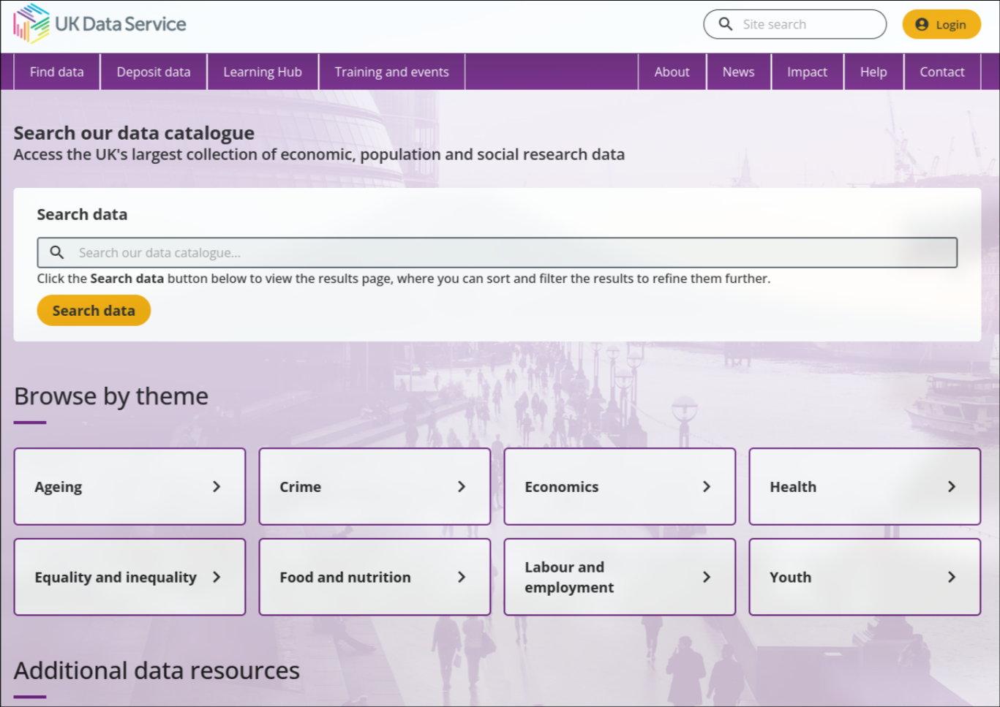 UK Data Service
Site search
Login
Find data
Deposit data
Learning Hub
Training and events
About
News
Impact
Help
Contact
Search our data catalogue
Access the UK's largest collection of economic, population and social research data
Search data
Search our data catalogue...
Click the Search data button below to view the results page, where you can sort and filter the results to refine them further.
Search data
Browse by theme
Ageing
Crime
Economics
Health
Equality and inequality
Food and nutrition
Labour and
employment
Youth
Additional data resources